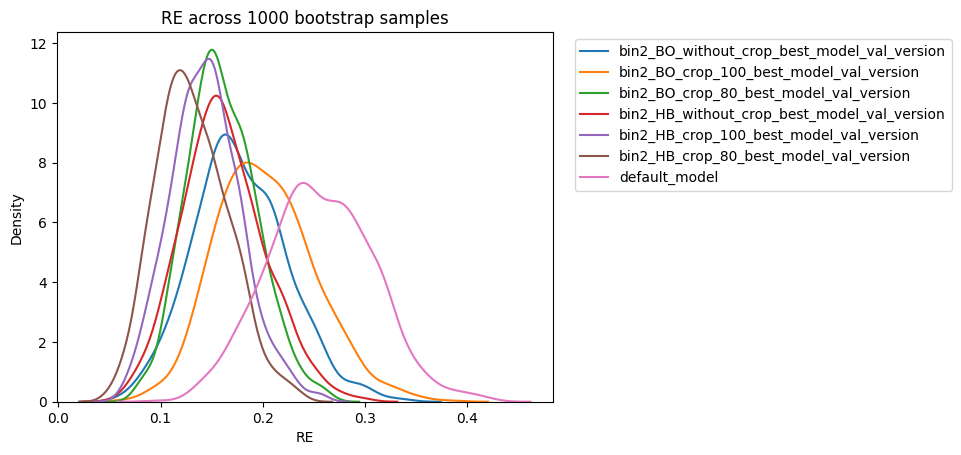 RE across 1000 bootstrap samples
12
10
8
6
4
2
0
Density
0.0 0.1 0.2 0.3 0.4
RE
bin2_BO_without_crop_best_model_val_version
bin2_BO_crop_100_best_model_val_version
bin2_BO_crop_80_best_model_val_version
bin2_HB_without_crop_best_model_val_version
bin2_HB_crop_100_best_model_val_version
bin2_HB_crop_80_best_model_val_version
default_model